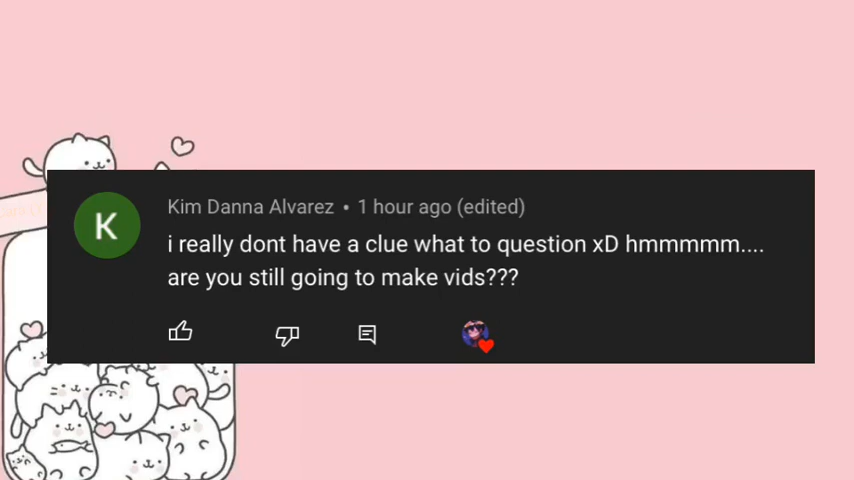 K
Kim Danna Alvarez • 1 hour ago (edited)
i really dont have a clue what to question xD hmmmmm....
are you still going to make vids???